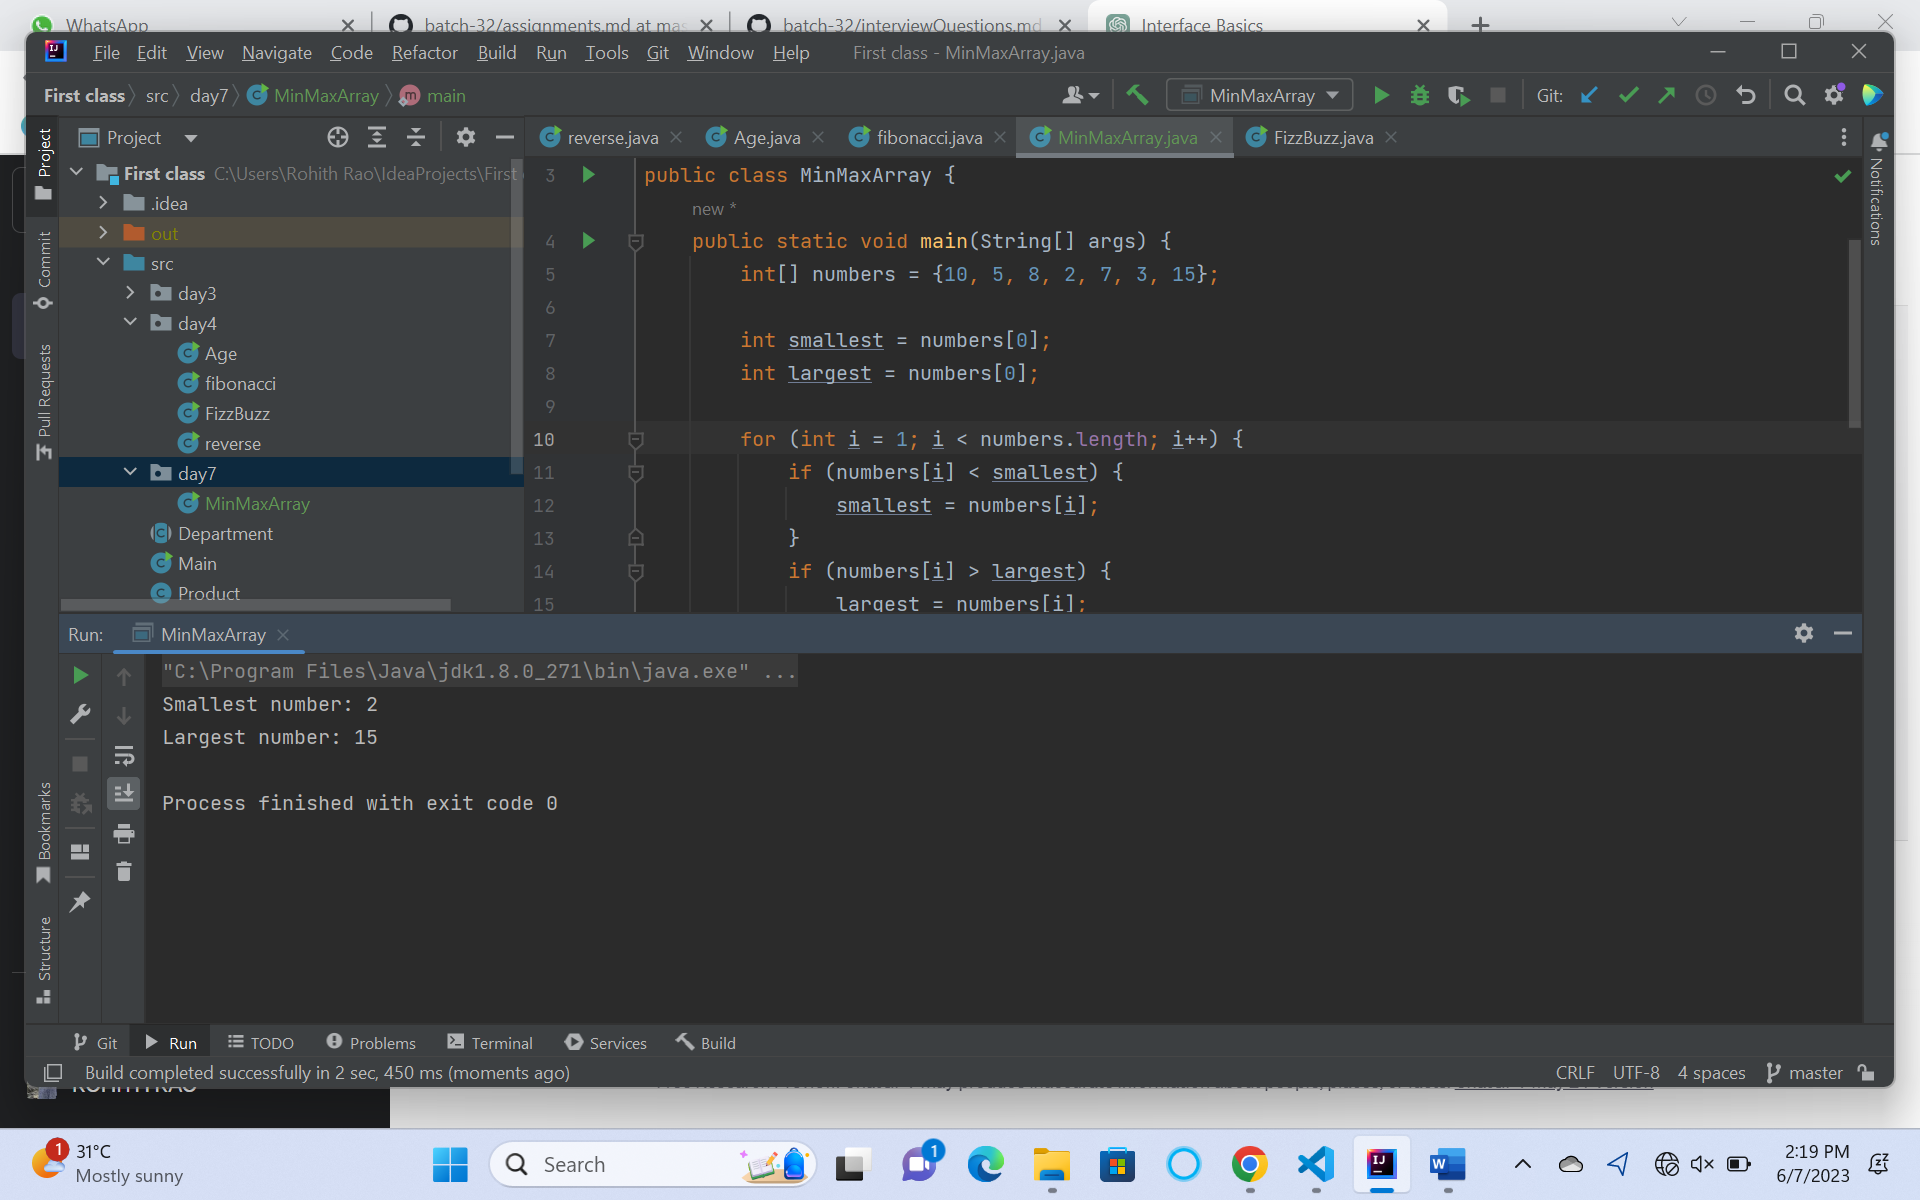 WhatsApp
batch-32/assignments.md at mas
batch-32/interviewQuestions.md
Interface Basics
File Edit View Navigate Code Refactor Build Run Tools Git Window Help First class - MinMaxArray.java
First class src day7 MinMaxArray main
MinMaxArray
Git:
Project
reverse.java
Age.java
fibonacci.java
MinMaxArray.java
FizzBuzz.java
Project
Commit
Pull Requests
Bookmarks
Structure
Notifications
First class C:\Users\Rohith Rao\IdeaProjects\First
.idea
out
src
day3
day4
Age
fibonacci
FizzBuzz
reverse
day7
MinMaxArray
Department
Main
Product
3 public class MinMaxArray {
new *
4 public static void main(String[] args) {
5 int[] numbers = {10, 5, 8, 2, 7, 3, 15};
6
7 int smallest = numbers[0];
8 int largest = numbers[0];
9
10 for (int i = 1; i < numbers.length; i++) {
11 if (numbers[i] < smallest) {
12 smallest = numbers[i];
13 }
14 if (numbers[i] > largest) {
15 largest = numbers[i];
Run: MinMaxArray
"C:\Program Files\Java\jdk1.8.0_271\bin\java.exe" ...
Smallest number: 2
Largest number: 15
Process finished with exit code 0
Git Run TODO Problems Terminal Services Build
Build completed successfully in 2 sec, 450 ms (moments ago)
CRLF UTF-8 4 spaces master
1
31°C
Mostly sunny
Search
1
2:19 PM
6/7/2023